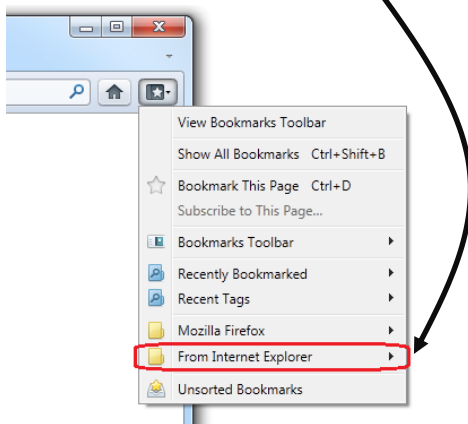 View Bookmarks Toolbar
Show All Bookmarks Ctrl+Shift+B
Bookmark This Page Ctrl+D
Subscribe to This Page...
Bookmarks Toolbar
Recently Bookmarked
Recent Tags
Mozilla Firefox
From Internet Explorer
Unsorted Bookmarks